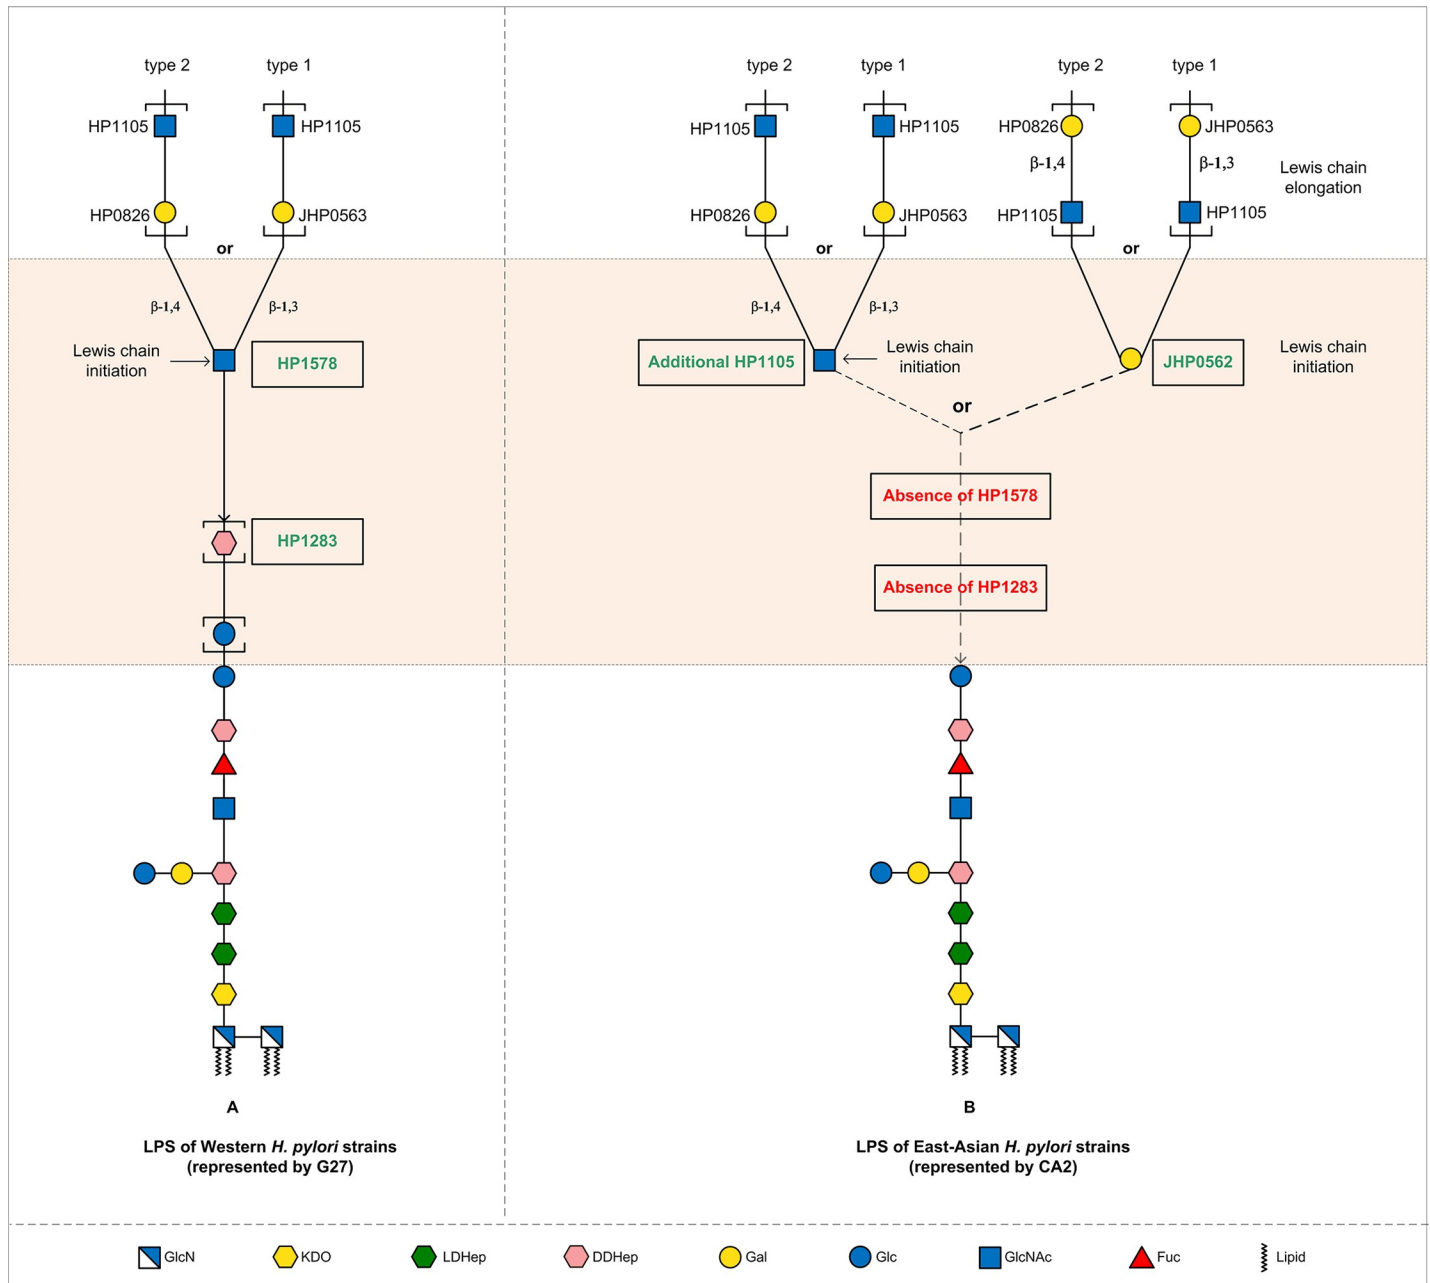 type 2
type 1
type 2
type 1
type 2
type 1
HP1105
HP1105
HP1105
HP1105
HP0826
JHP0563
β-1,4
β-1,3
Lewis chain
elongation
HP0826
JHP0563
HP0826
JHP0563
HP1105
HP1105
or
or
or
β-1,4
β-1,3
β-1,4
β-1,3
Lewis chain
initiation
HP1578
Additional HP1105
Lewis chain
initiation
JHP0562
Lewis chain
initiation
or
Absence of HP1578
HP1283
Absence of HP1283
A
LPS of Western H. pylori strains
(represented by G27)
B
LPS of East-Asian H. pylori strains
(represented by CA2)
GlcN
KDO
LDHep
DDHep
Gal
Glc
GlcNAc
Fuc
Lipid